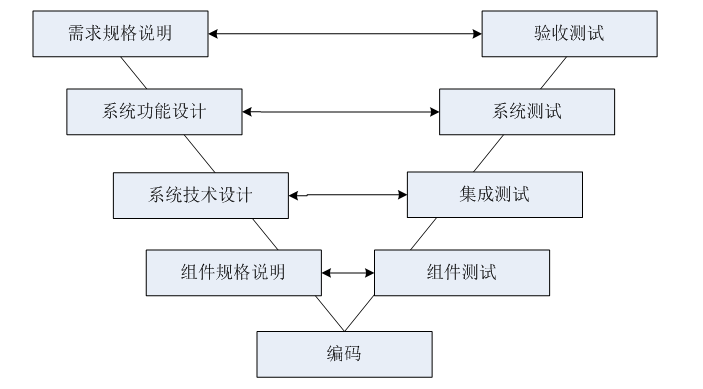 需求规格说明
验收测试
系统功能设计
系统测试
系统技术设计
集成测试
组件规格说明
组件测试
编码